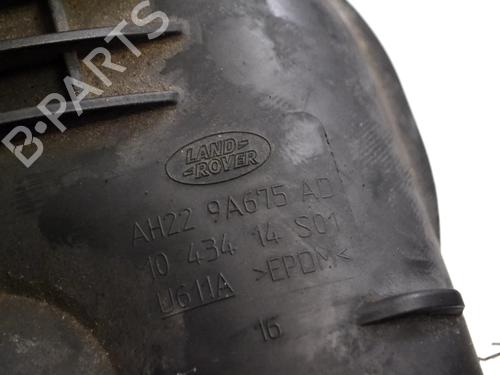 B·PARTS
LAND
ROVER
AH22 9A675 AD
10 434 14 S01
U611A >EPDM<
16